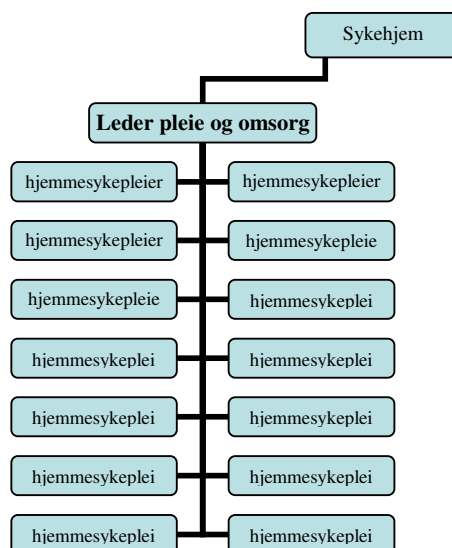 Sykehjem
Leder pleie og omsorg
hjemmesykepleier hjemmesykepleier
hjemmesykepleier hjemmesykepleie
hjemmesykepleie hjemmesykeplei
hjemmesykeplei hjemmesykeplei
hjemmesykeplei hjemmesykeplei
hjemmesykeplei hjemmesykeplei
hjemmesykeplei hjemmesykeplei